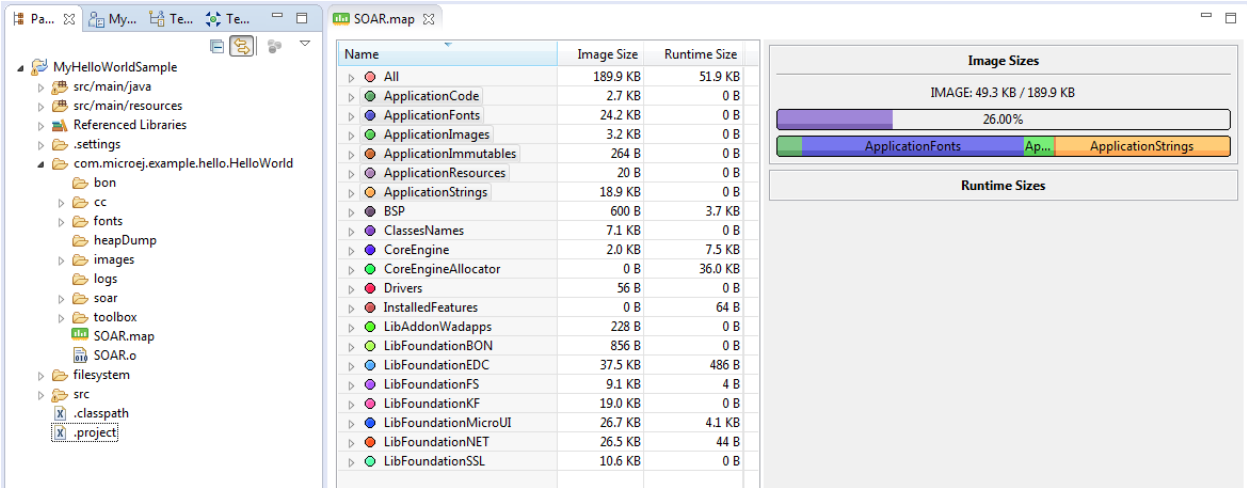 Pa... My... Te... Te...
MyHelloWorldSample
src/main/java
src/main/resources
Referenced Libraries
.settings
com.microej.example.hello.HelloWorld
bon
cc
fonts
heapDump
images
logs
soar
toolbox
SOAR.map
SOAR.o
filesystem
src
.classpath
.project
SOAR.map
Name Image Size Runtime Size
All 189.9 KB 51.9 KB
ApplicationCode 2.7 KB 0 B
ApplicationFonts 24.2 KB 0 B
ApplicationImages 3.2 KB 0 B
ApplicationImmutables 264 B 0 B
ApplicationResources 20 B 0 B
ApplicationStrings 18.9 KB 0 B
BSP 600 B 3.7 KB
ClassesNames 7.1 KB 0 B
CoreEngine 2.0 KB 7.5 KB
CoreEngineAllocator 0 B 36.0 KB
Drivers 56 B 0 B
InstalledFeatures 0 B 64 B
LibAddonWadapps 228 B 0 B
LibFoundationBON 856 B 0 B
LibFoundationEDC 37.5 KB 486 B
LibFoundationFS 9.1 KB 4 B
LibFoundationKF 19.0 KB 0 B
LibFoundationMicroUI 26.7 KB 4.1 KB
LibFoundationNET 26.5 KB 44 B
LibFoundationSSL 10.6 KB 0 B
Image Sizes
IMAGE: 49.3 KB / 189.9 KB
26.00%
ApplicationFonts Ap... ApplicationStrings
Runtime Sizes